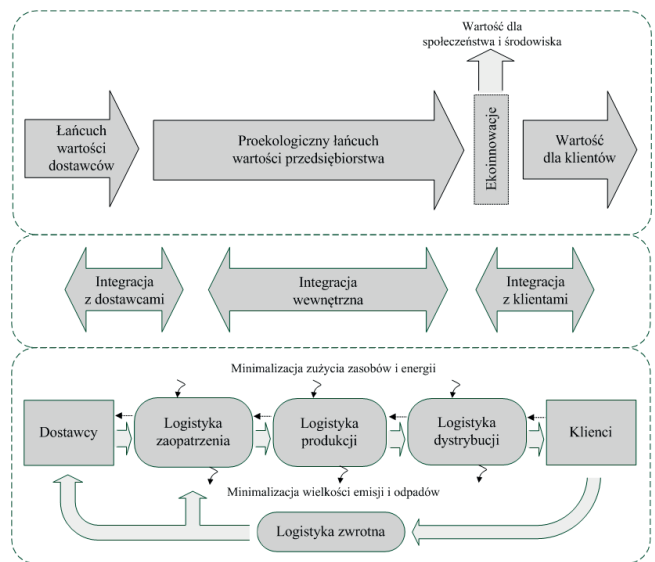 Wartość dla
społeczeństwa i środowiska
Łańcuch
wartości
dostawców
Proekologiczny łańcuch
wartości przedsiębiorstwa
Ekoinnowacje
Wartość
dla klientów
Integracja
z dostawcami
Integracja
wewnętrzna
Integracja
z klientami
Minimalizacja zużycia zasobów i energii
Dostawcy
Logistyka
zaopatrzenia
Logistyka
produkcji
Logistyka
dystrybucji
Klienci
Minimalizacja wielkości emisji i odpadów
Logistyka zwrotna